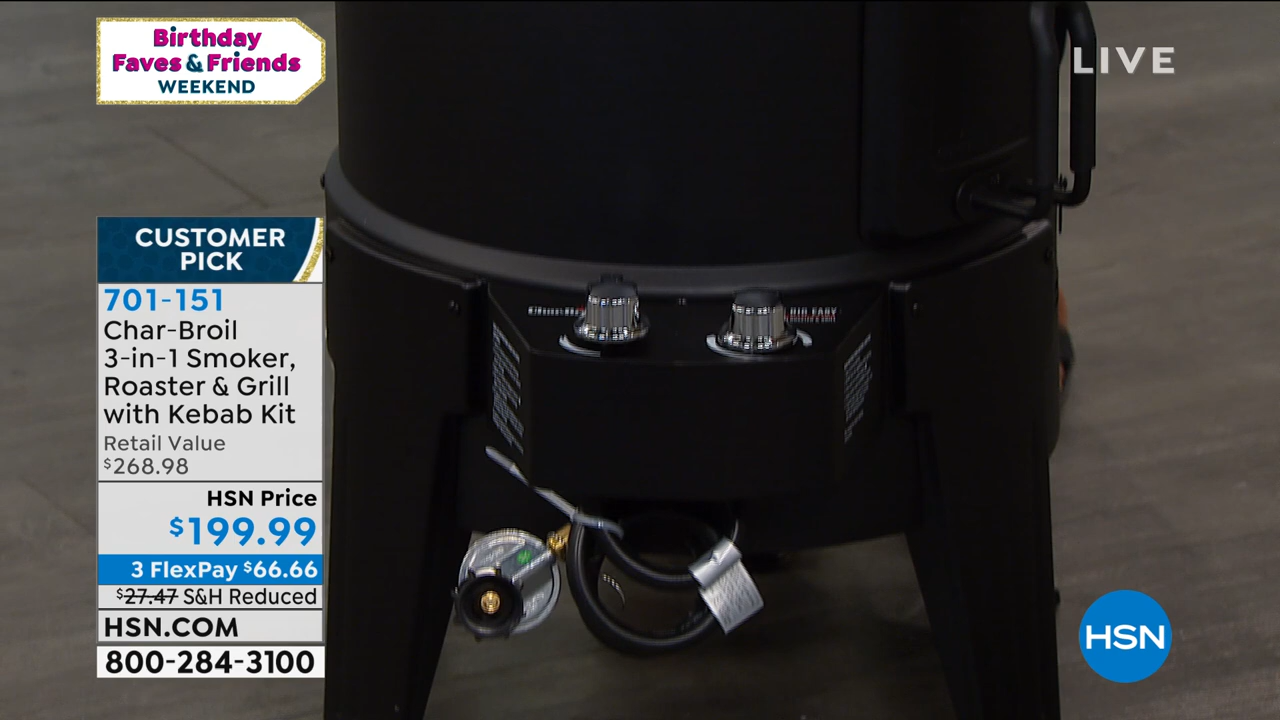 Birthday
Faves & Friends
WEEKEND
LIVE
CUSTOMER
PICK
701-151
Char-Broil
3-in-1 Smoker,
Roaster & Grill
with Kebab Kit
Retail Value
$268.98
HSN Price
$199.99
3 FlexPay $66.66
$27.47 S&H Reduced
HSN.COM
800-284-3100
BIG EASY
HSN